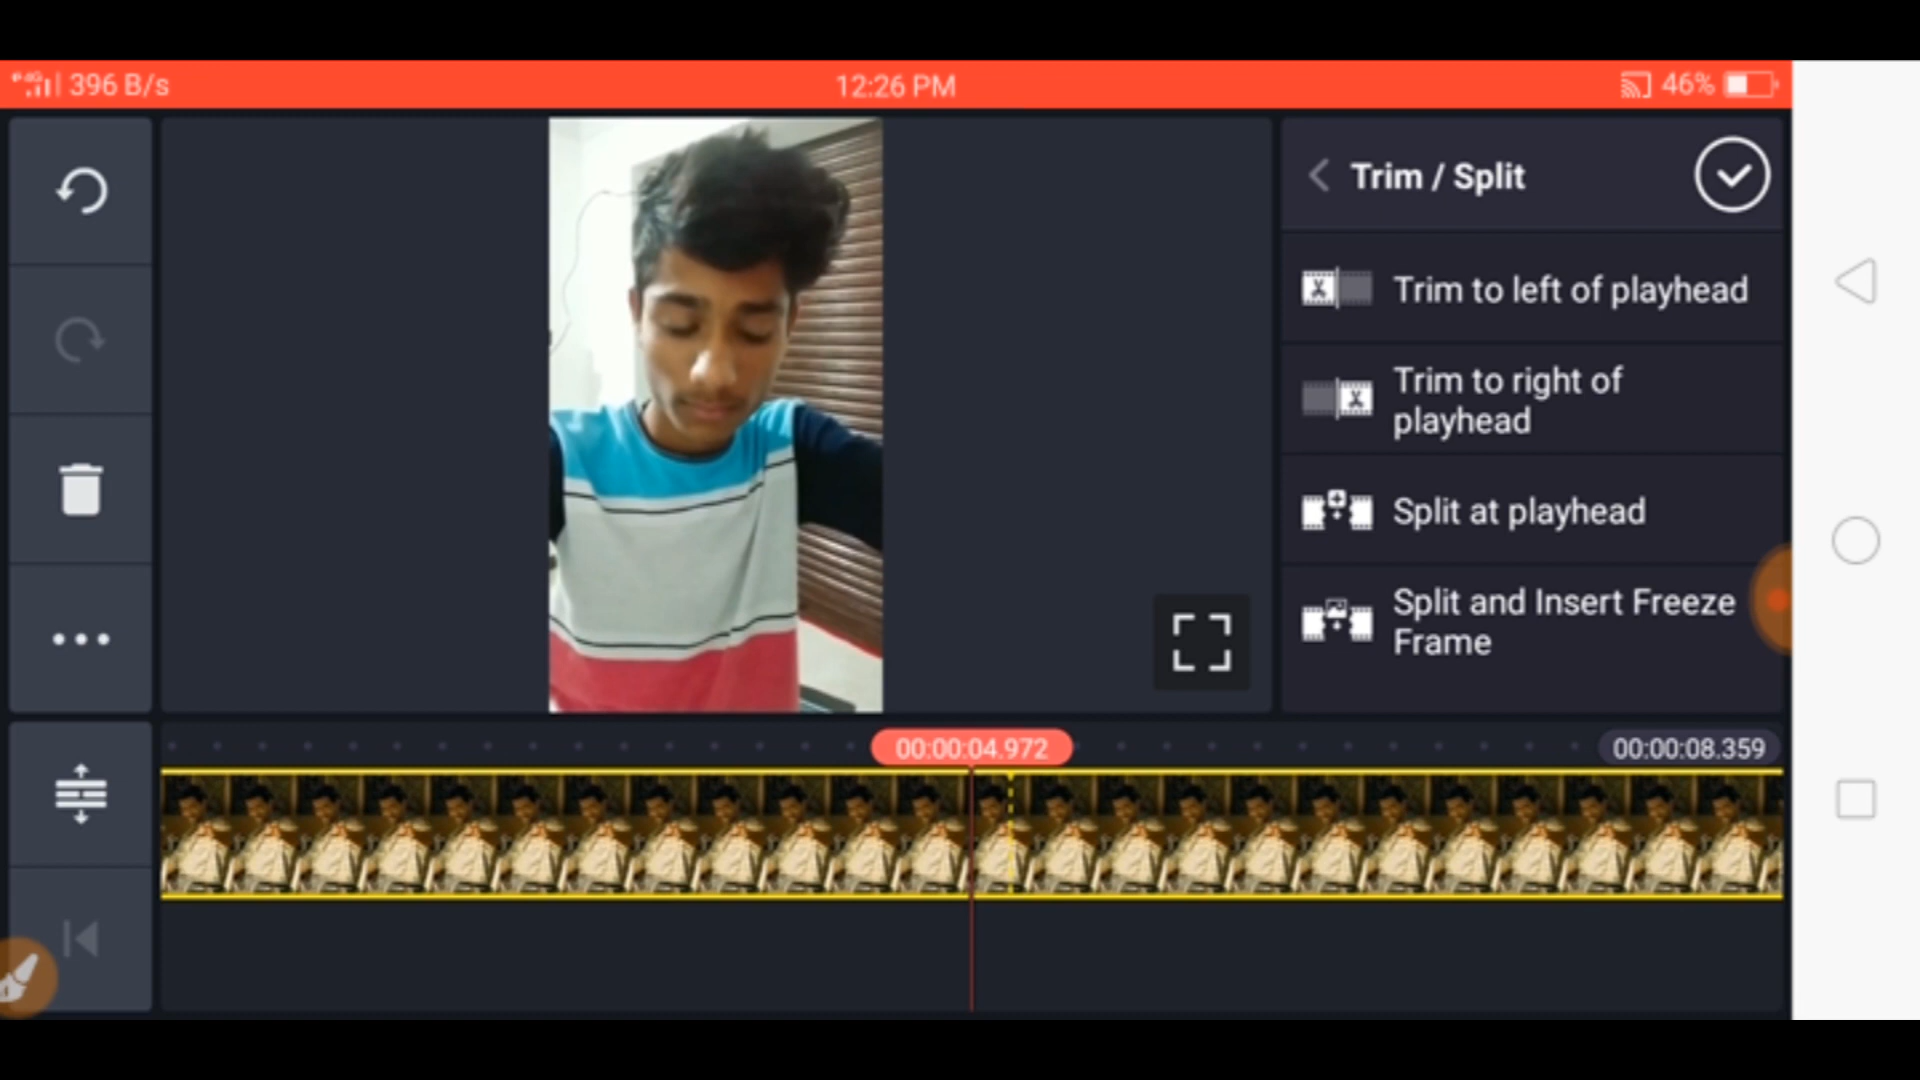 4G 396 B/s 12:26 PM 46%
Trim / Split
Trim to left of playhead
Trim to right of
playhead
Split at playhead
Split and Insert Freeze
Frame
00:00:04.972 00:00:08.359